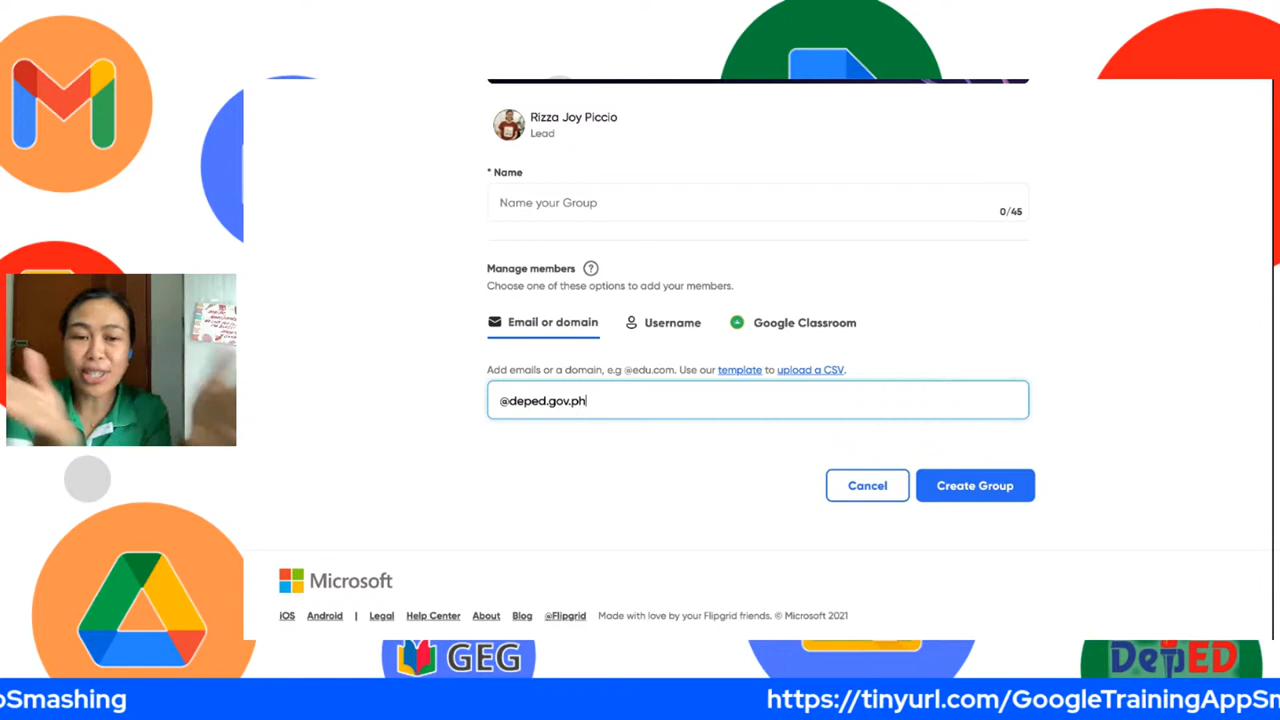 Rizza Joy Piccio
Lead
* Name
Name your Group
0/45
Manage members ?
Choose one of these options to add your members.
Email or domain Username Google Classroom
Add emails or a domain, e.g @edu.com. Use our template to upload a CSV.
@deped.gov.ph
Cancel Create Group
Microsoft
iOS Android | Legal Help Center About Blog @Flipgrid Made with love by your Flipgrid friends. © Microsoft 2021
GEG
DepED
pSmashing https://tinyurl.com/GoogleTrainingAppSm